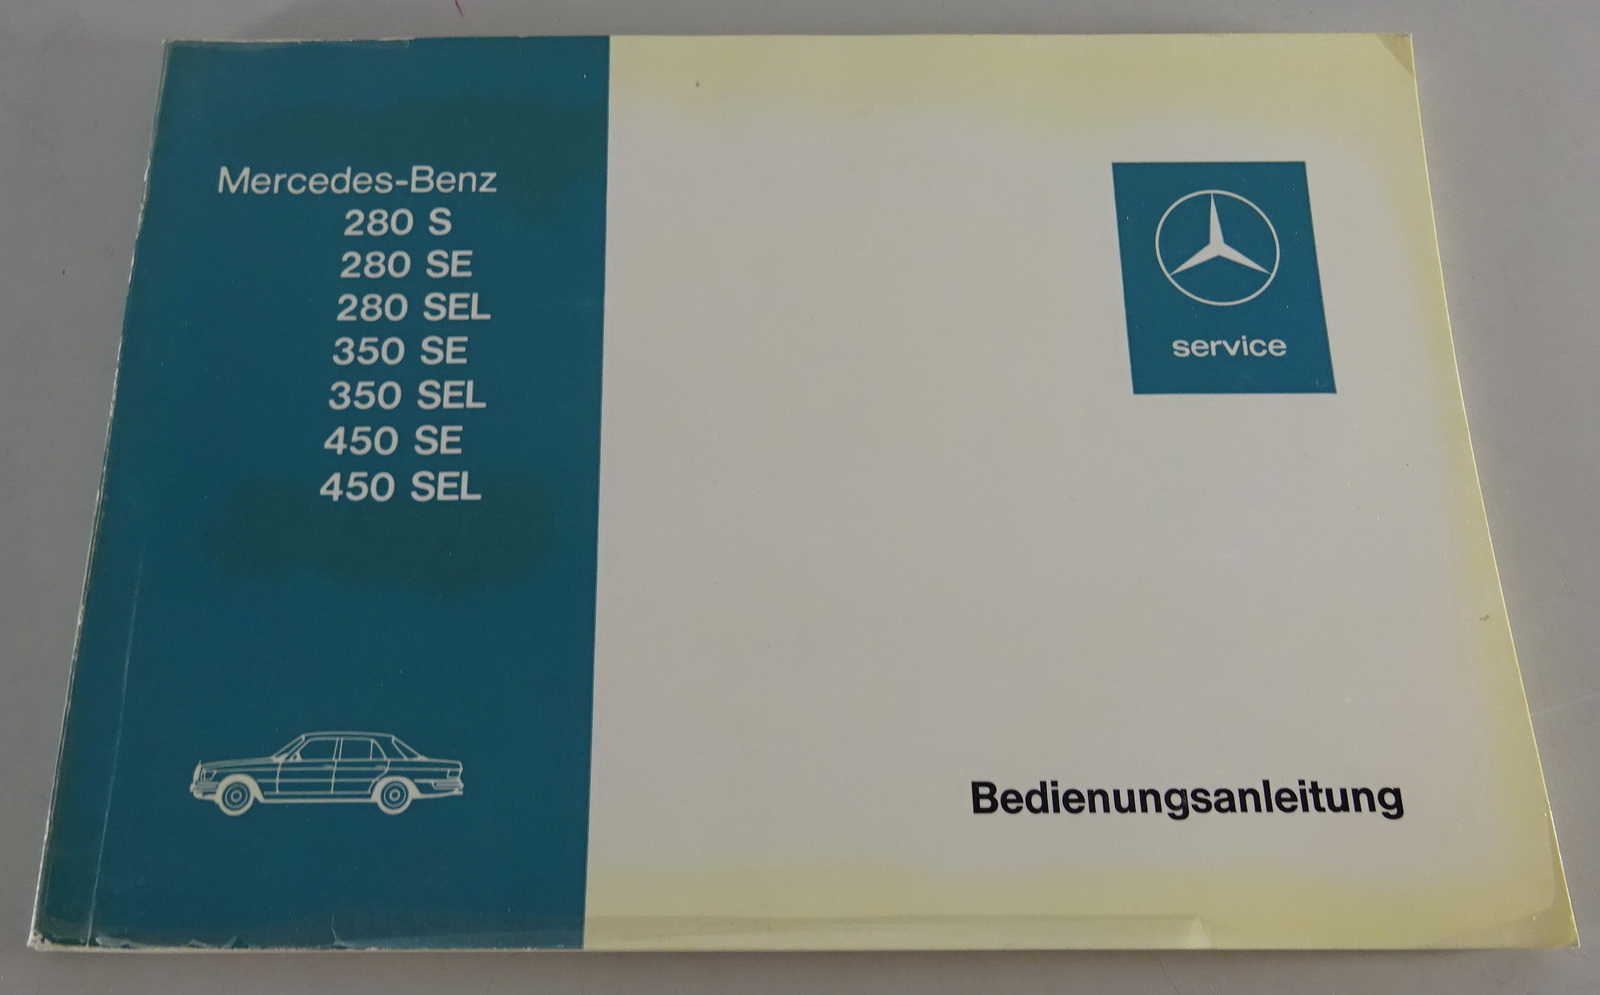 Mercedes-Benz
280 S
280 SE
280 SEL
350 SE
350 SEL
450 SE
450 SEL
service
Bedienungsanleitung